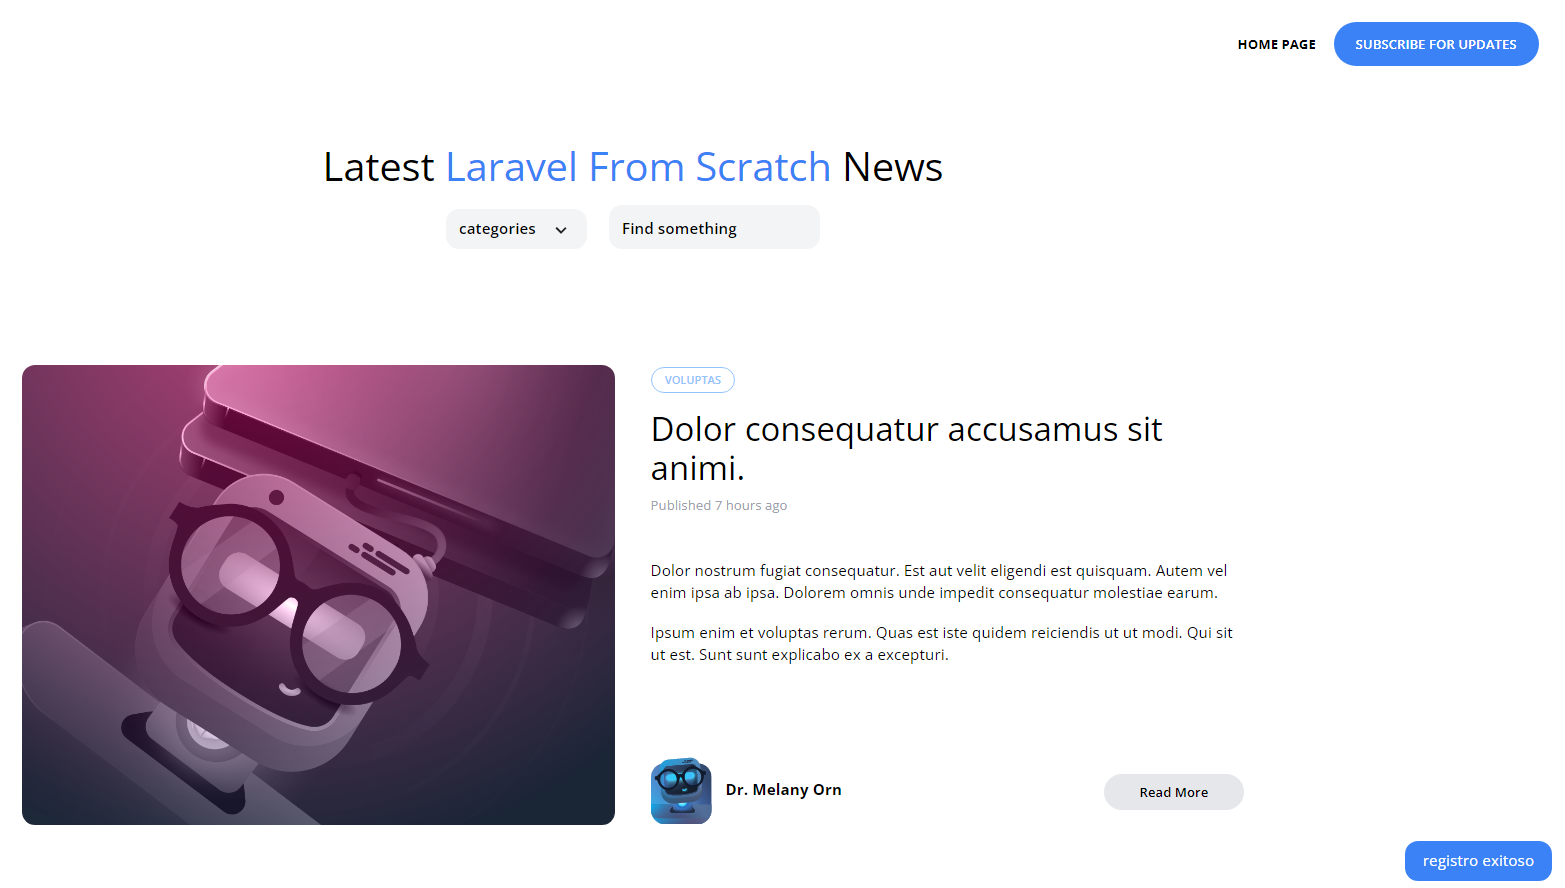 HOME PAGE
SUBSCRIBE FOR UPDATES
Latest Laravel From Scratch News
categories
Find something
VOLUPTAS
Dolor consequatur accusamus sit
animi.
Published 7 hours ago
Dolor nostrum fugiat consequatur. Est aut velit eligendi est quisquam. Autem vel
enim ipsa ab ipsa. Dolorem omnis unde impedit consequatur molestiae earum.
Ipsum enim et voluptas rerum. Quas est iste quidem reiciendis ut ut modi. Qui sit
ut est. Sunt sunt explicabo ex a excepturi.
Dr. Melany Orn
Read More
registro exitoso